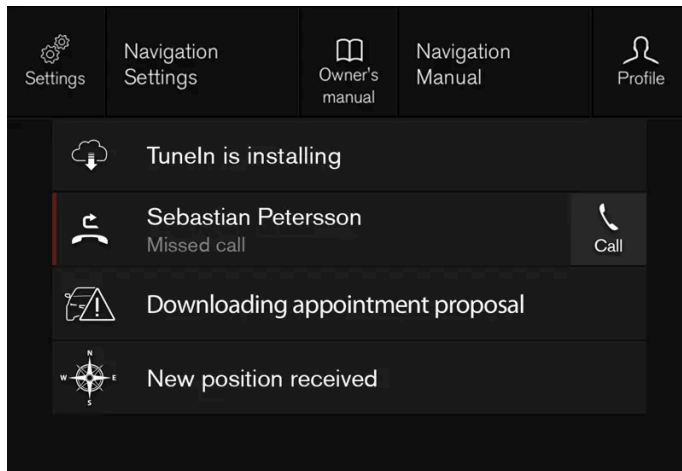 Settings
Navigation
Settings
Owner's
manual
Navigation
Manual
Profile
TuneIn is installing
Sebastian Petersson
Missed call
Call
Downloading appointment proposal
N
W
E
S
New position received